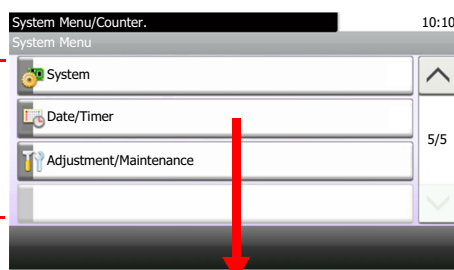 System Menu/Counter.
10:10
System Menu
System
Date/Timer
5/5
Adjustment/Maintenance